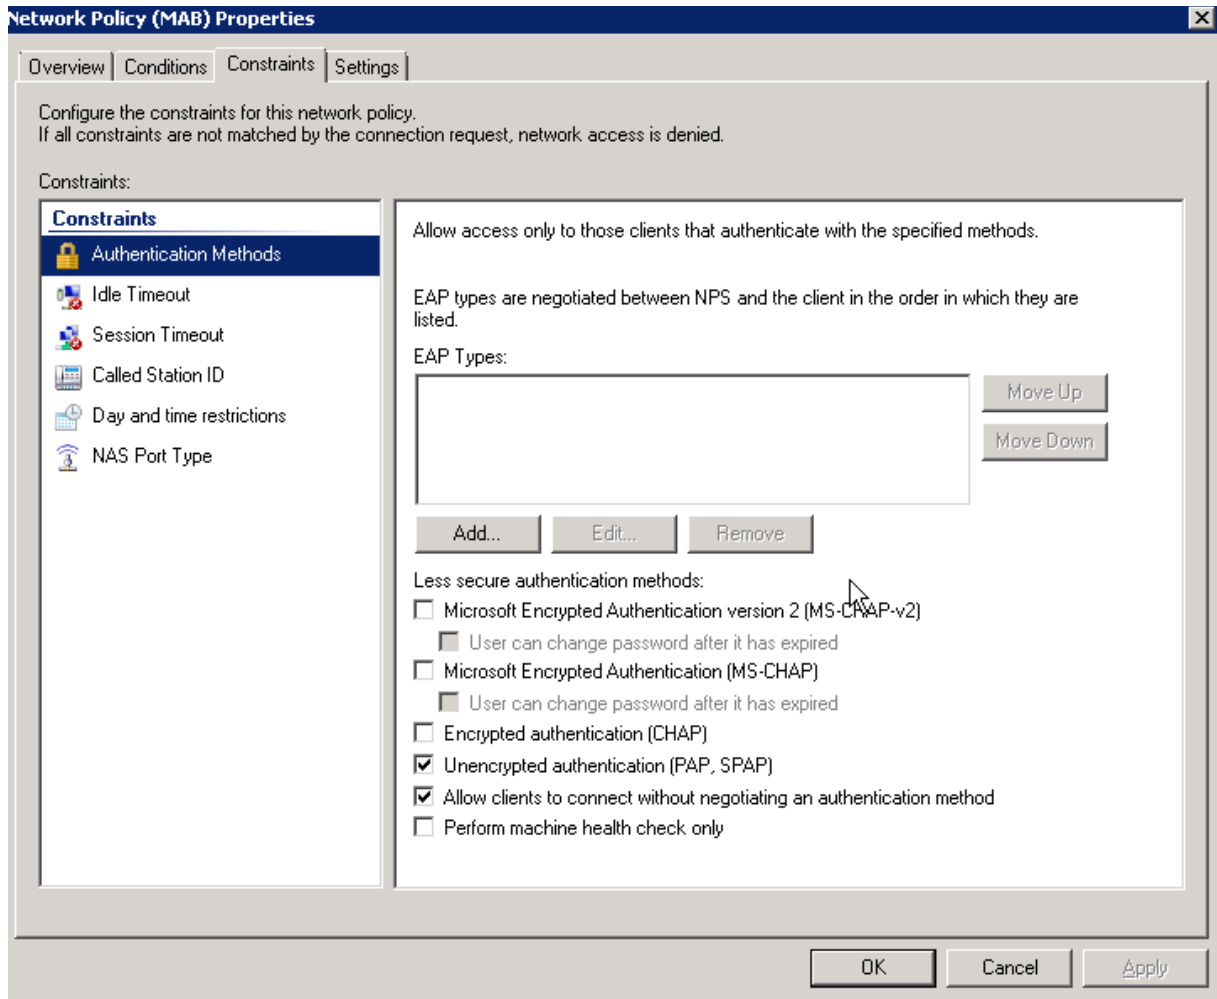 Network Policy (MAB) Properties
Overview
Conditions
Constraints
Settings
Configure the constraints for this network policy.
If all constraints are not matched by the connection request, network access is denied.
Constraints:
Constraints
Authentication Methods
Idle Timeout
Session Timeout
Called Station ID
Day and time restrictions
NAS Port Type
Allow access only to those clients that authenticate with the specified methods.
EAP types are negotiated between NPS and the client in the order in which they are
listed.
EAP Types:
Move Up
Move Down
Add...
Edit...
Remove
Less secure authentication methods:
Microsoft Encrypted Authentication version 2 (MS-CHAP-v2)
User can change password after it has expired
Microsoft Encrypted Authentication (MS-CHAP)
User can change password after it has expired
Encrypted authentication (CHAP)
Unencrypted authentication (PAP, SPAP)
Allow clients to connect without negotiating an authentication method
Perform machine health check only
OK
Cancel
Apply